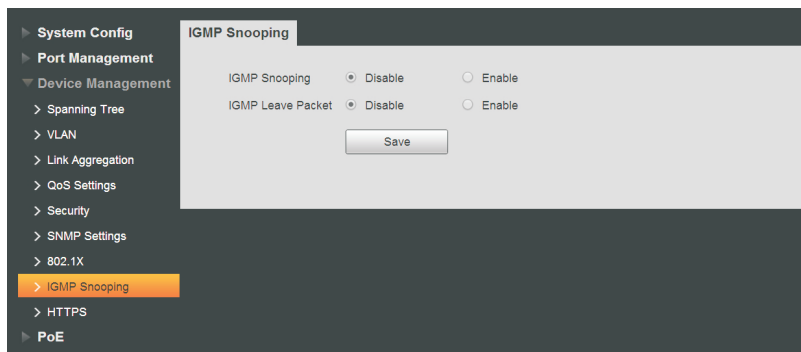 System Config
Port Management
Device Management
Spanning Tree
VLAN
Link Aggregation
QoS Settings
Security
SNMP Settings
802.1X
IGMP Snooping
HTTPS
PoE
IGMP Snooping
IGMP Snooping Disable Enable
IGMP Leave Packet Disable Enable
Save